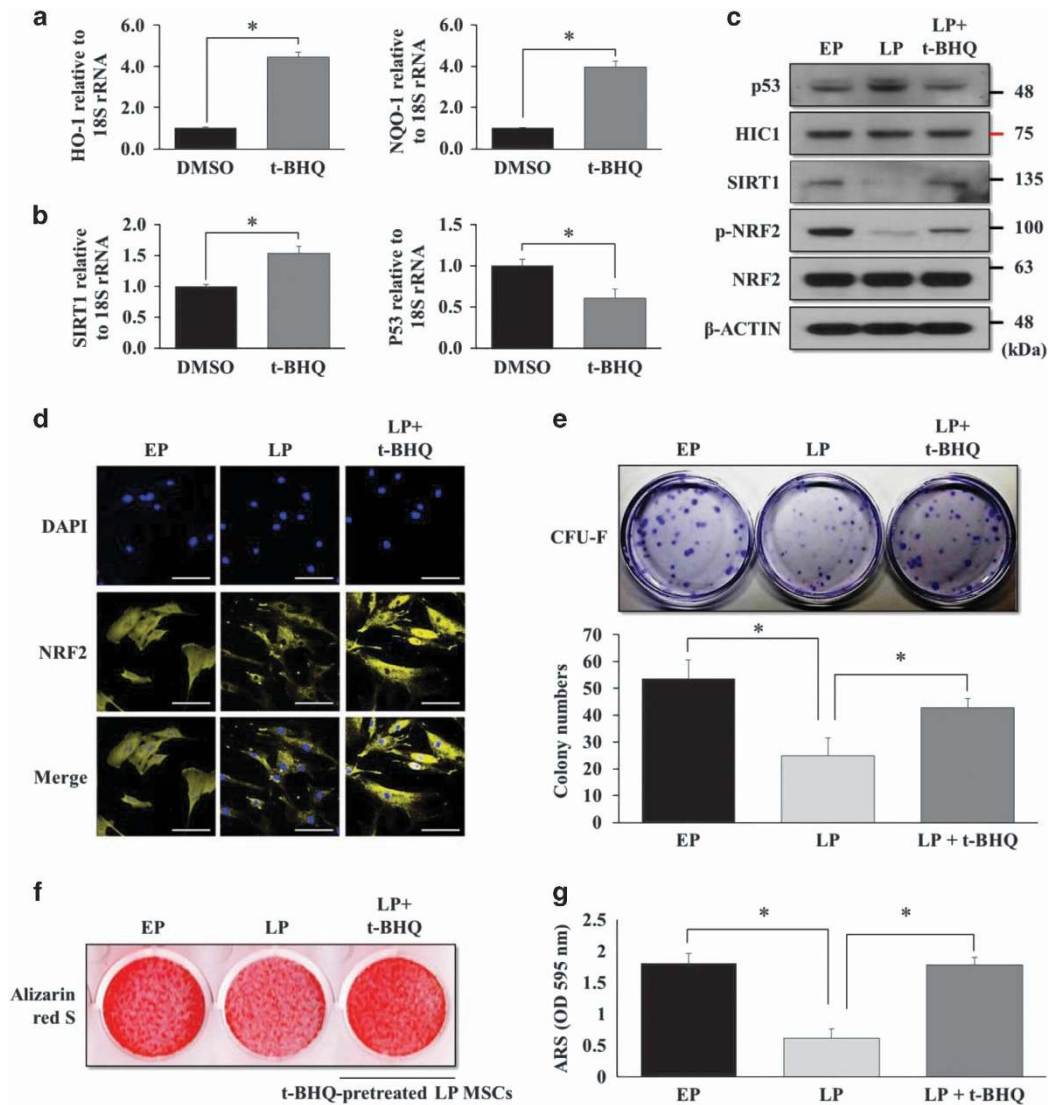 a
HO-1 relative to
18S rRNA
6.0
4.0
2.0
0.0
*
DMSO
t-BHQ
NQO-1 relative
to 18S rRNA
6.0
4.0
2.0
0.0
*
DMSO
t-BHQ
b
SIRT1 relative
to 18S rRNA
2.0
1.5
1.0
0.5
0.0
*
DMSO
t-BHQ
P53 relative to
18S rRNA
1.5
1.0
0.5
0.0
*
DMSO
t-BHQ
c
EP
LP
LP+
t-BHQ
p53
48
HIC1
75
SIRT1
135
p-NRF2
100
NRF2
63
β-ACTIN
48
(kDa)
d
EP
LP
LP+
t-BHQ
DAPI
NRF2
Merge
e
EP
LP
LP+
t-BHQ
CFU-F
Colony numbers
70
60
50
40
30
20
10
0
*
*
EP
LP
LP + t-BHQ
f
EP
LP
LP+
t-BHQ
Alizarin
red S
t-BHQ-pretreated LP MSCs
g
ARS (OD 595 nm)
2.5
2
1.5
1
0.5
0
*
*
EP
LP
LP + t-BHQ